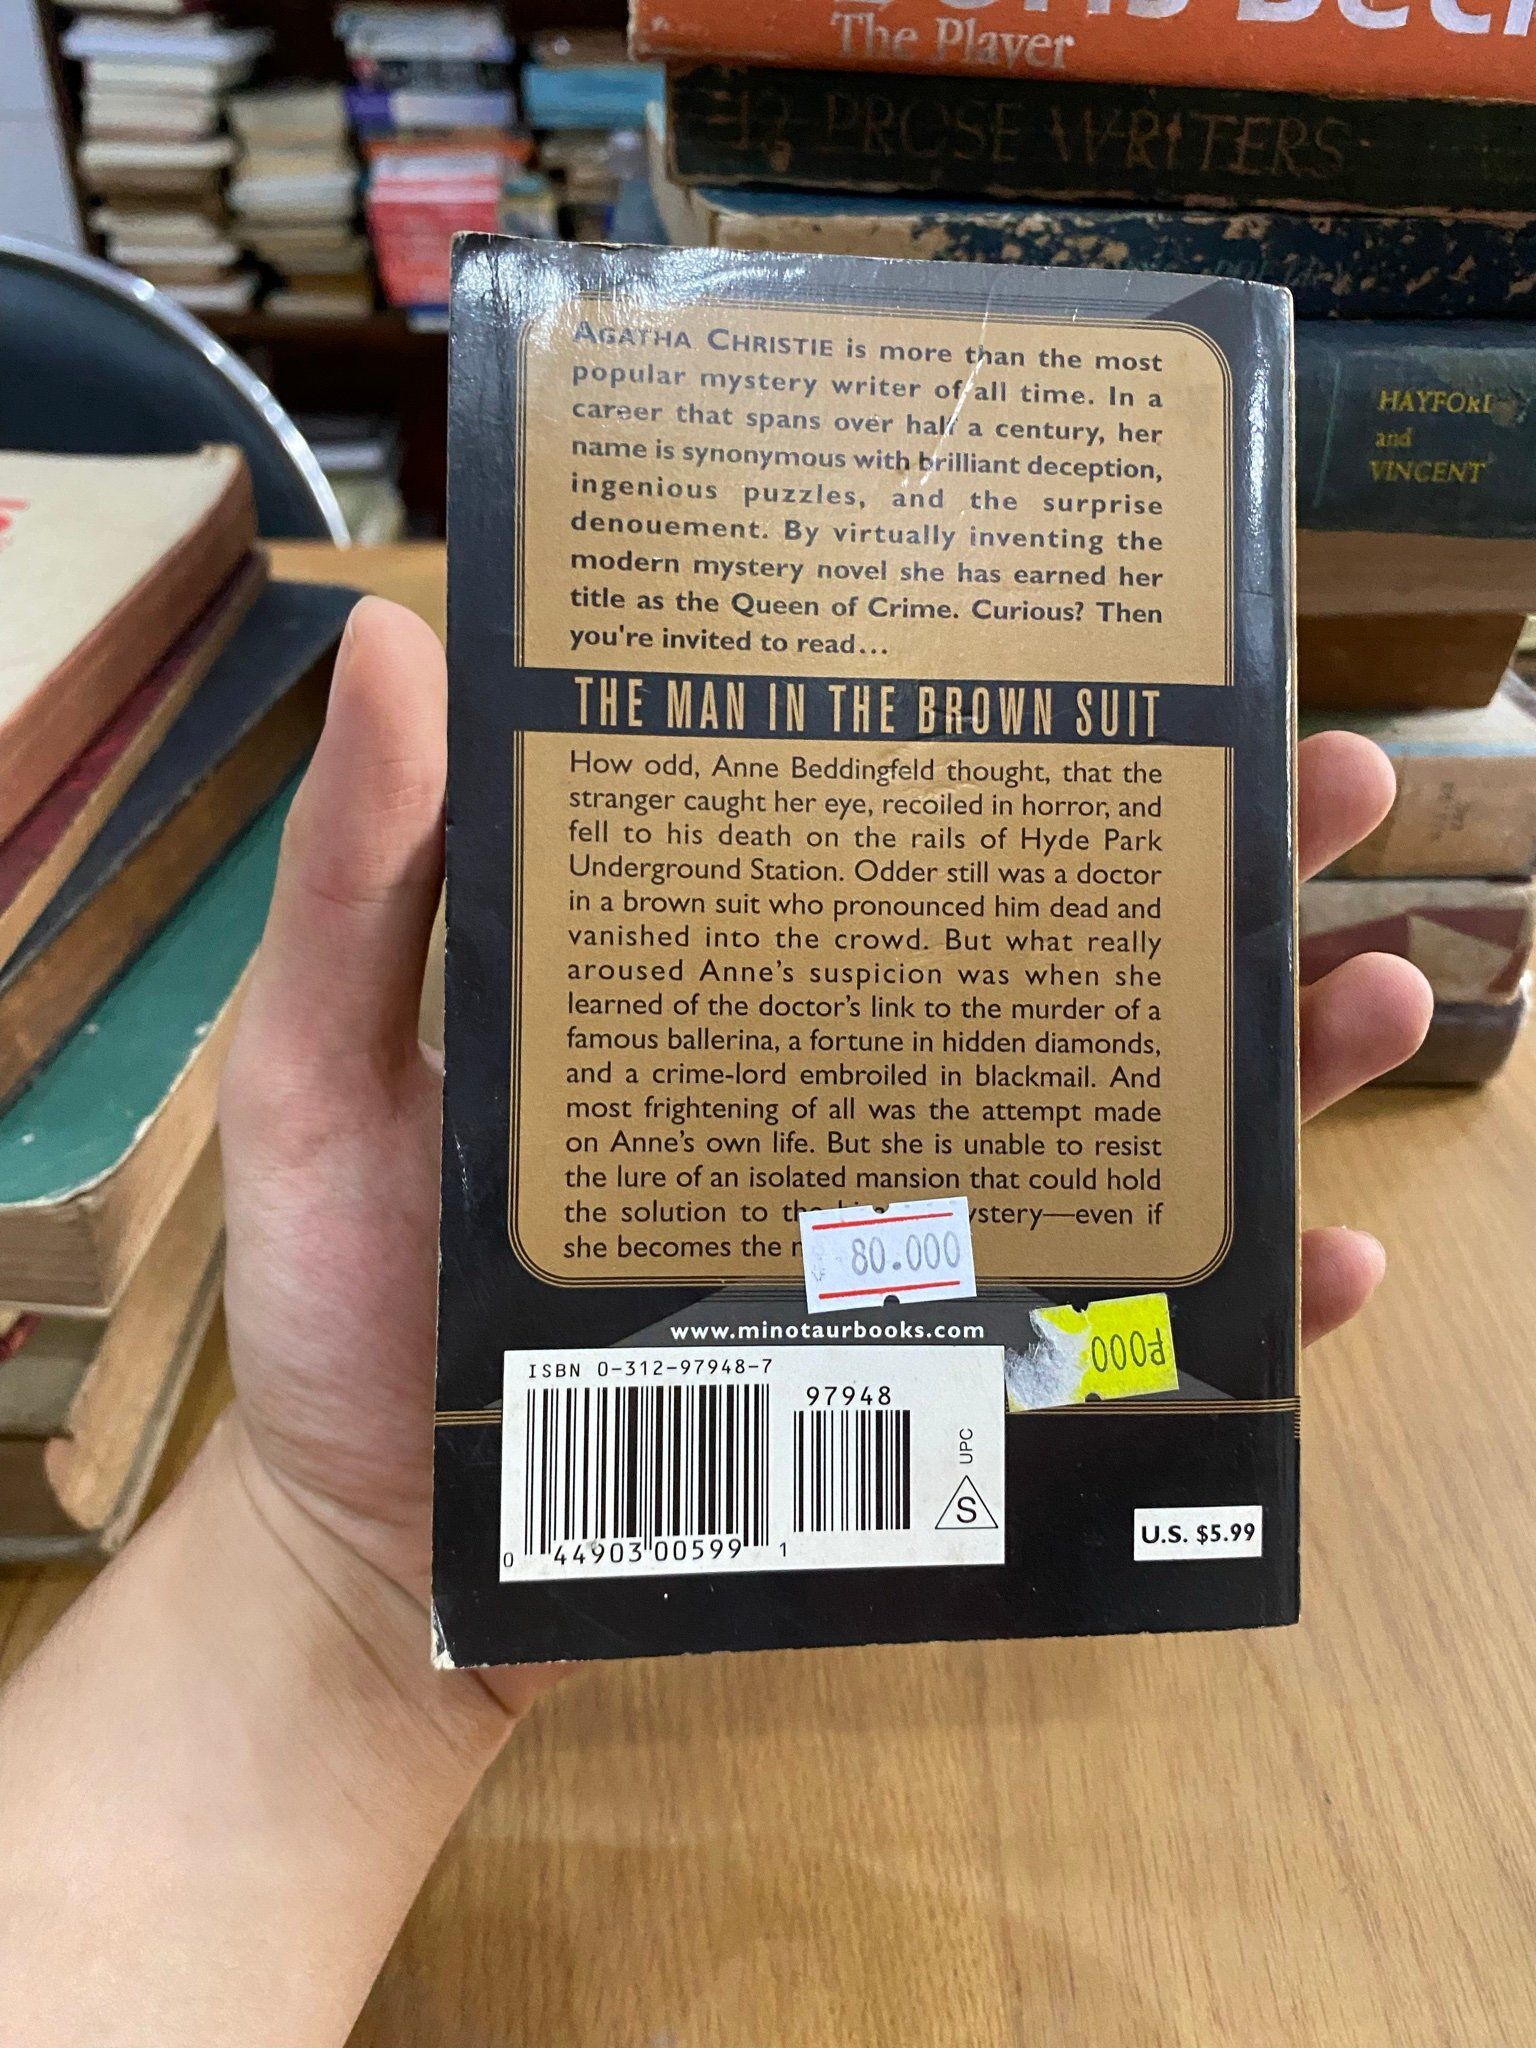 The Player
PROSE WRITERS
HAYFORD
and
VINCENT
AGATHA CHRISTIE is more than the most
popular mystery writer of all time. In a
career that spans over half a century, her
name is synonymous with brilliant deception,
ingenious puzzles, and the surprise
denouement. By virtually inventing the
modern mystery novel she has earned her
title as the Queen of Crime. Curious? Then
you're invited to read...
THE MAN IN THE BROWN SUIT
How odd, Anne Beddingfeld thought, that the
stranger caught her eye, recoiled in horror, and
fell to his death on the rails of Hyde Park
Underground Station. Odder still was a doctor
in a brown suit who pronounced him dead and
vanished into the crowd. But what really
aroused Anne's suspicion was when she
learned of the doctor's link to the murder of a
famous ballerina, a fortune in hidden diamonds,
and a crime-lord embroiled in blackmail. And
most frightening of all was the attempt made
on Anne's own life. But she is unable to resist
the lure of an isolated mansion that could hold
the solution to the mystery—even if
she becomes the
80.000
www.minotaurbooks.com
000₫
ISBN 0-312-97948-7
97948
UPC
S
0 44903 00599 1
U.S. $5.99